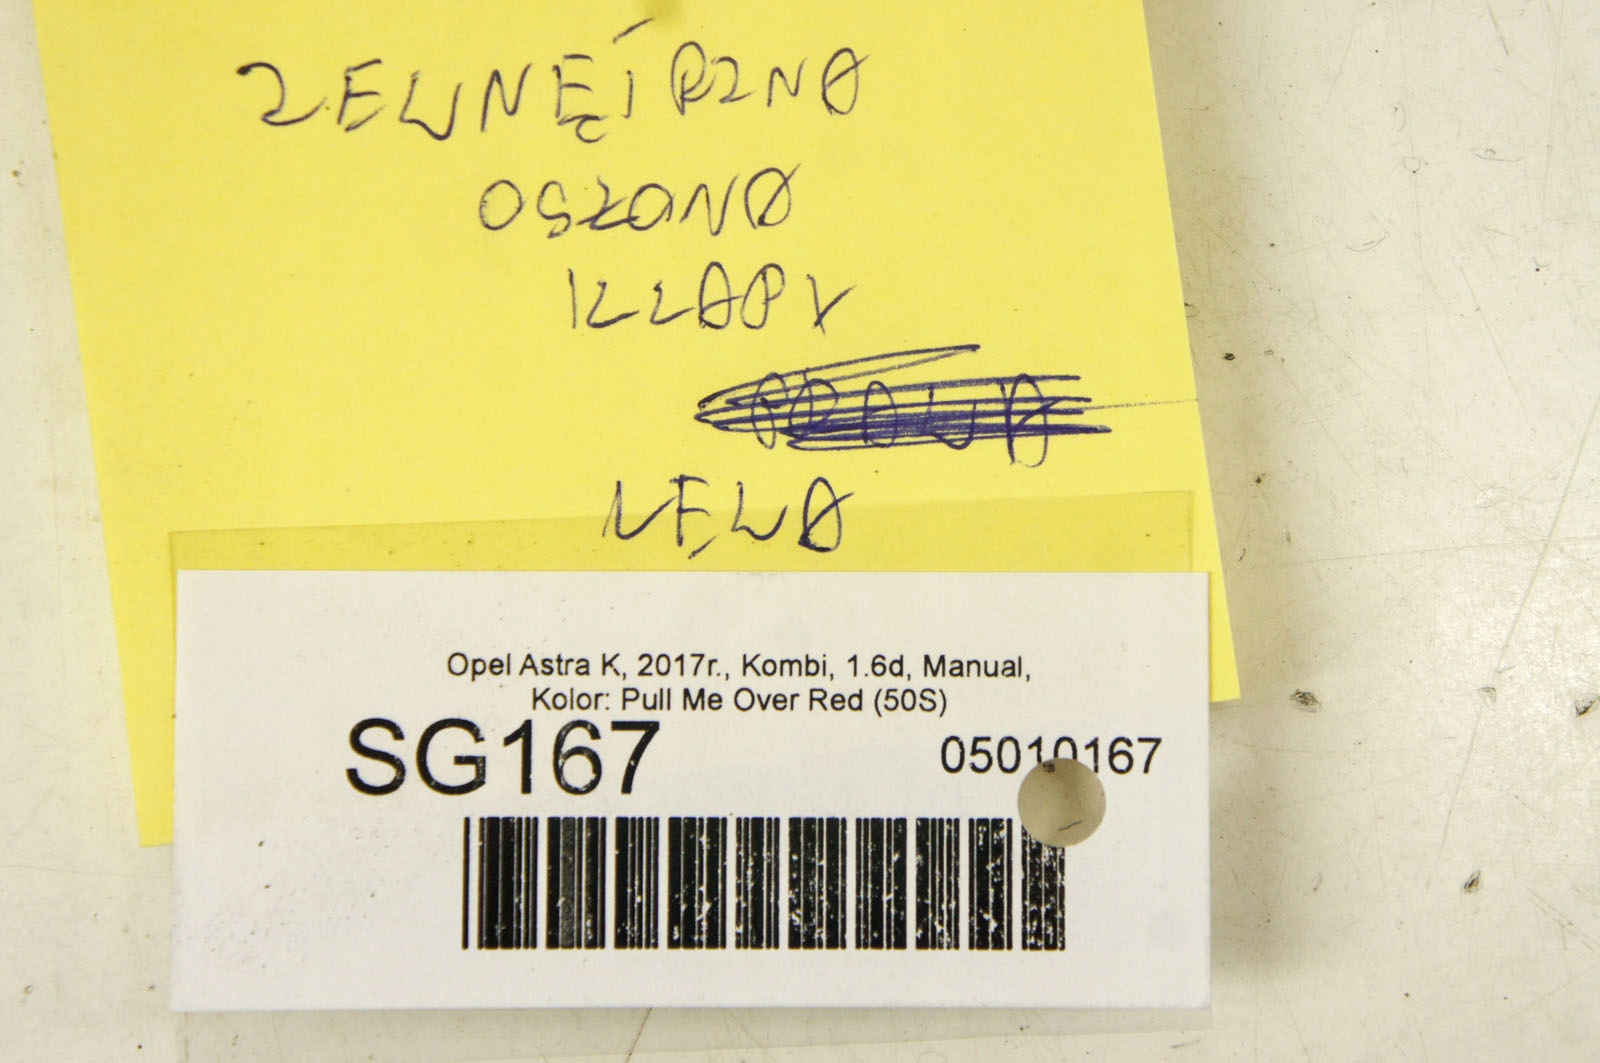 ZEWNĘTRZNA
OSŁONA
KLAPY
PRAWA
LEWA
Opel Astra K, 2017r., Kombi, 1.6d, Manual,
Kolor: Pull Me Over Red (50S)
SG167
05010167